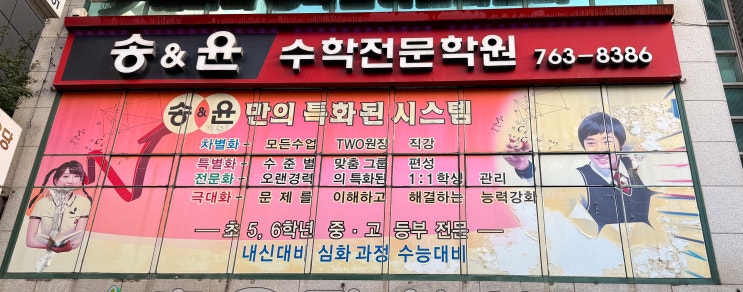 송&윤 수학전문학원 763-8386
송&윤만의 특화된 시스템
차별화 - 모든수업 TWO원장 직강
특별화 - 수준별 맞춤그룹 편성
전문화 - 오랜경력의 특화된 1:1학생 관리
극대화 - 문제를 이해하고 해결하는 능력강화
— 초 5, 6학년 중·고 등부 전문 —
내신대비 심화과정 수능대비